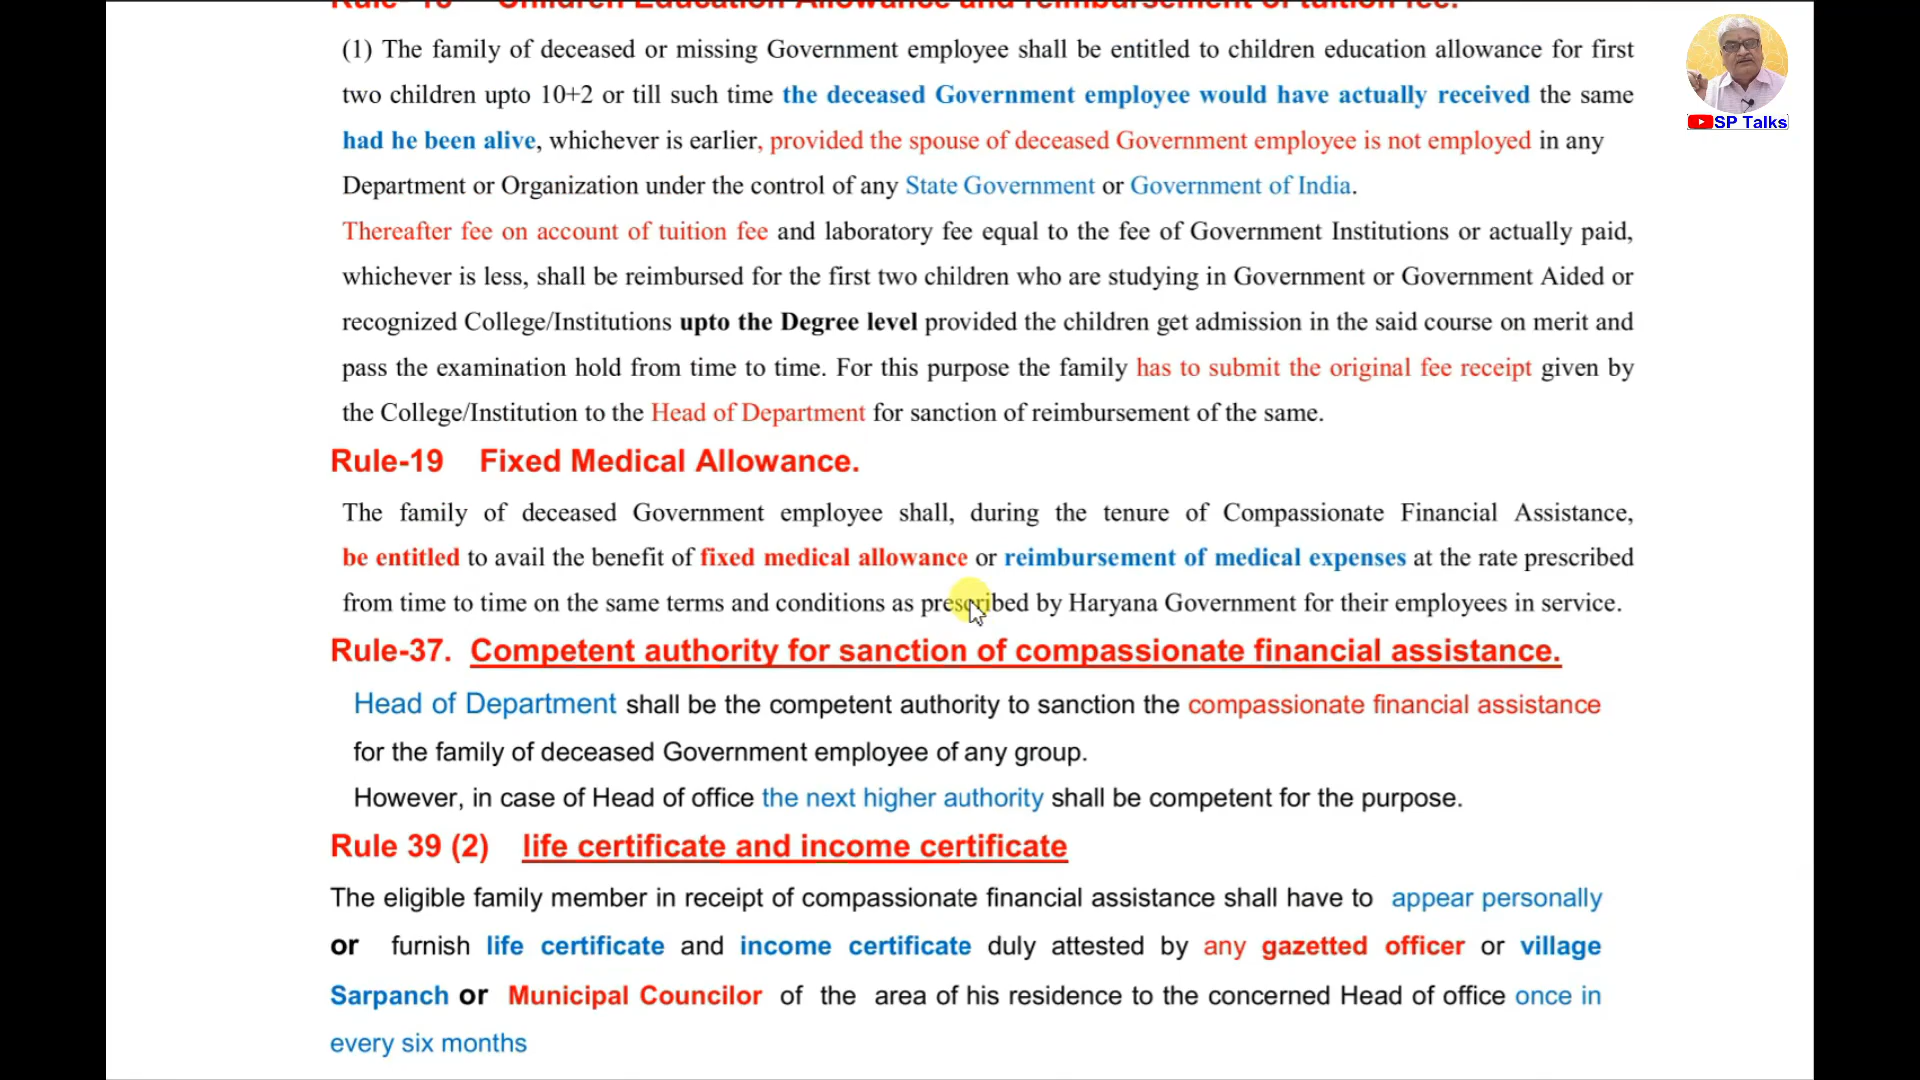 Children Education Allowance and reimbursement of tuition fee.
(1) The family of deceased or missing Government employee shall be entitled to children education allowance for first
two children upto 10+2 or till such time the deceased Government employee would have actually received the same
had he been alive, whichever is earlier, provided the spouse of deceased Government employee is not employed in any
Department or Organization under the control of any State Government or Government of India.
Thereafter fee on account of tuition fee and laboratory fee equal to the fee of Government Institutions or actually paid,
whichever is less, shall be reimbursed for the first two children who are studying in Government or Government Aided or
recognized College/Institutions upto the Degree level provided the children get admission in the said course on merit and
pass the examination hold from time to time. For this purpose the family has to submit the original fee receipt given by
the College/Institution to the Head of Department for sanction of reimbursement of the same.
Rule-19 Fixed Medical Allowance.
The family of deceased Government employee shall, during the tenure of Compassionate Financial Assistance,
be entitled to avail the benefit of fixed medical allowance or reimbursement of medical expenses at the rate prescribed
from time to time on the same terms and conditions as prescribed by Haryana Government for their employees in service.
Rule-37. Competent authority for sanction of compassionate financial assistance.
Head of Department shall be the competent authority to sanction the compassionate financial assistance
for the family of deceased Government employee of any group.
However, in case of Head of office the next higher authority shall be competent for the purpose.
Rule 39 (2) life certificate and income certificate
The eligible family member in receipt of compassionate financial assistance shall have to appear personally
or furnish life certificate and income certificate duly attested by any gazetted officer or village
Sarpanch or Municipal Councilor of the area of his residence to the concerned Head of office once in
every six months
SP Talks